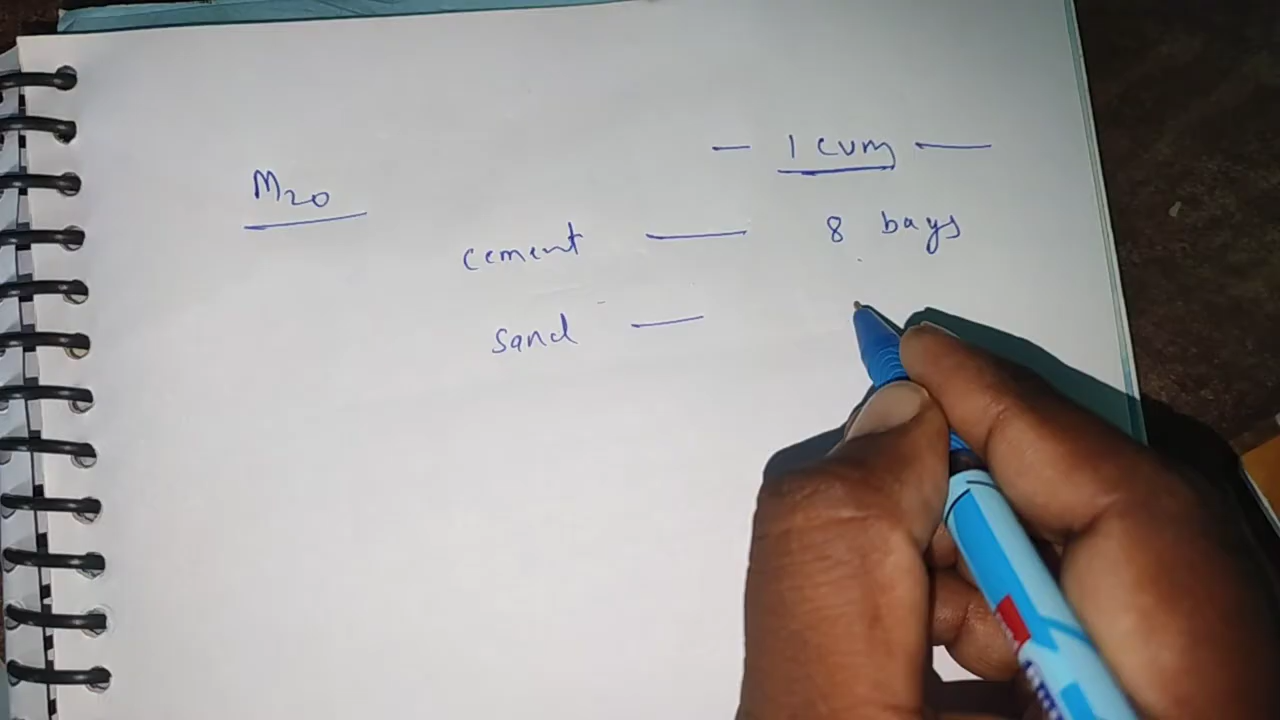 — 1 cum —
M20
cement — 8 bags
sand —